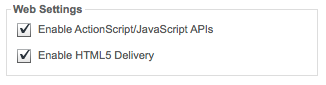 Web Settings
Enable ActionScript/JavaScript APIs
Enable HTML5 Delivery